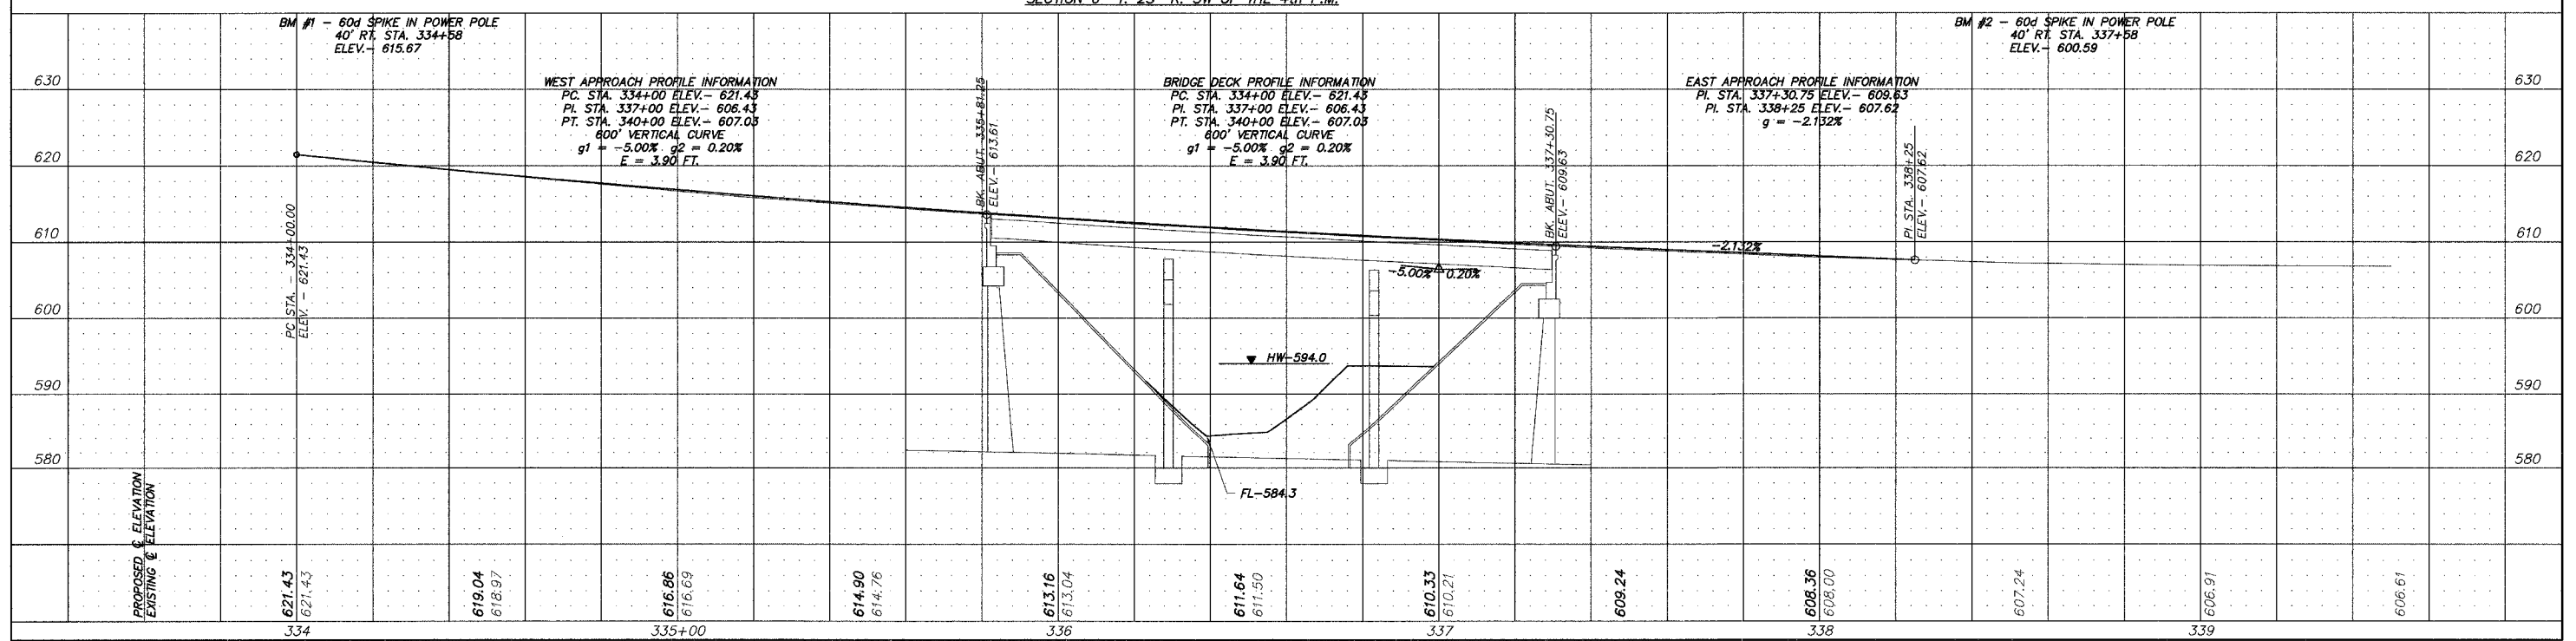 SECTION 6 T. 23 R. 5W OF THE 4th P.M.
BM #1 - 60d SPIKE IN POWER POLE
40' RT. STA. 334+58
ELEV.- 615.67
BM #2 - 60d SPIKE IN POWER POLE
40' RT. STA. 337+58
ELEV.- 600.59
WEST APPROACH PROFILE INFORMATION
PC. STA. 334+00 ELEV.- 621.43
PI. STA. 337+00 ELEV.- 606.43
PT. STA. 340+00 ELEV.- 607.03
600' VERTICAL CURVE
g1 = -5.00% g2 = 0.20%
E = 3.90 FT.
BRIDGE DECK PROFILE INFORMATION
PC. STA. 334+00 ELEV.- 621.43
PI. STA. 337+00 ELEV.- 606.43
PT. STA. 340+00 ELEV.- 607.03
600' VERTICAL CURVE
g1 = -5.00% g2 = 0.20%
E = 3.90 FT.
EAST APPROACH PROFILE INFORMATION
PI. STA. 337+30.75 ELEV.- 609.63
PI. STA. 338+25 ELEV.- 607.62
g = -2.132%
630
630
620
620
610
610
600
600
590
590
580
580
PC STA. - 334+00.00
ELEV. - 621.43
BK. ABUT. 335+81.25
ELEV.- 613.61
BK. ABUT. 337+30.75
ELEV.- 609.63
PI. STA. 338+25
ELEV.- 607.62
-2.132%
-5.00% 0.20%
HW-594.0
FL-584.3
PROPOSED ℄ ELEVATION
EXISTING ℄ ELEVATION
621.43
621.43
619.04
618.97
616.86
616.69
614.90
614.76
613.16
613.04
611.64
611.50
610.33
610.21
609.24
608.36
608.00
607.24
606.91
606.61
334
335+00
336
337
338
339